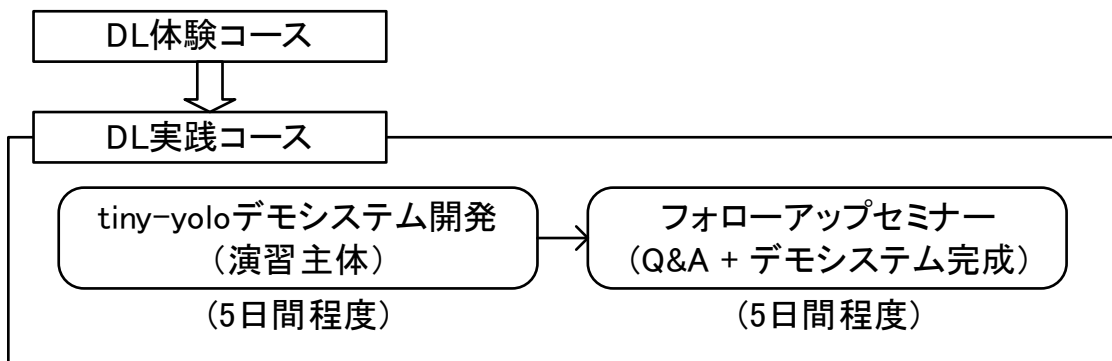 DL体験コース
DL実践コース
tiny-yoloデモシステム開発
（演習主体）
（5日間程度）
フォローアップセミナー
（Q&A + デモシステム完成）
（5日間程度）